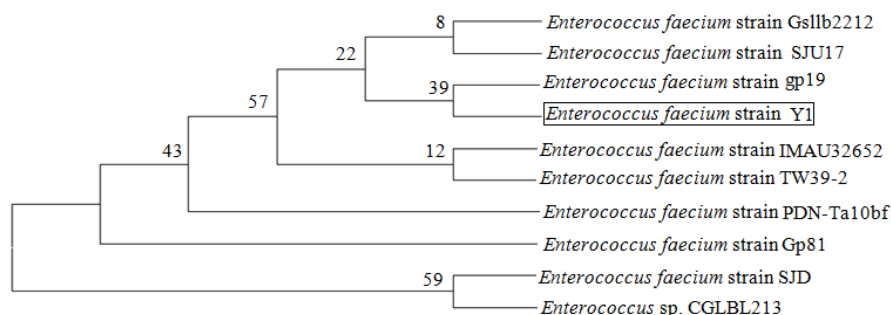 8
Enterococcus faecium strain Gsllb2212
Enterococcus faecium strain SJU17
22
39
Enterococcus faecium strain gp19
Enterococcus faecium strain Y1
57
12
Enterococcus faecium strain IMAU32652
Enterococcus faecium strain TW39-2
43
Enterococcus faecium strain PDN-Ta10bf
Enterococcus faecium strain Gp81
59
Enterococcus faecium strain SJD
Enterococcus sp. CGLBL213